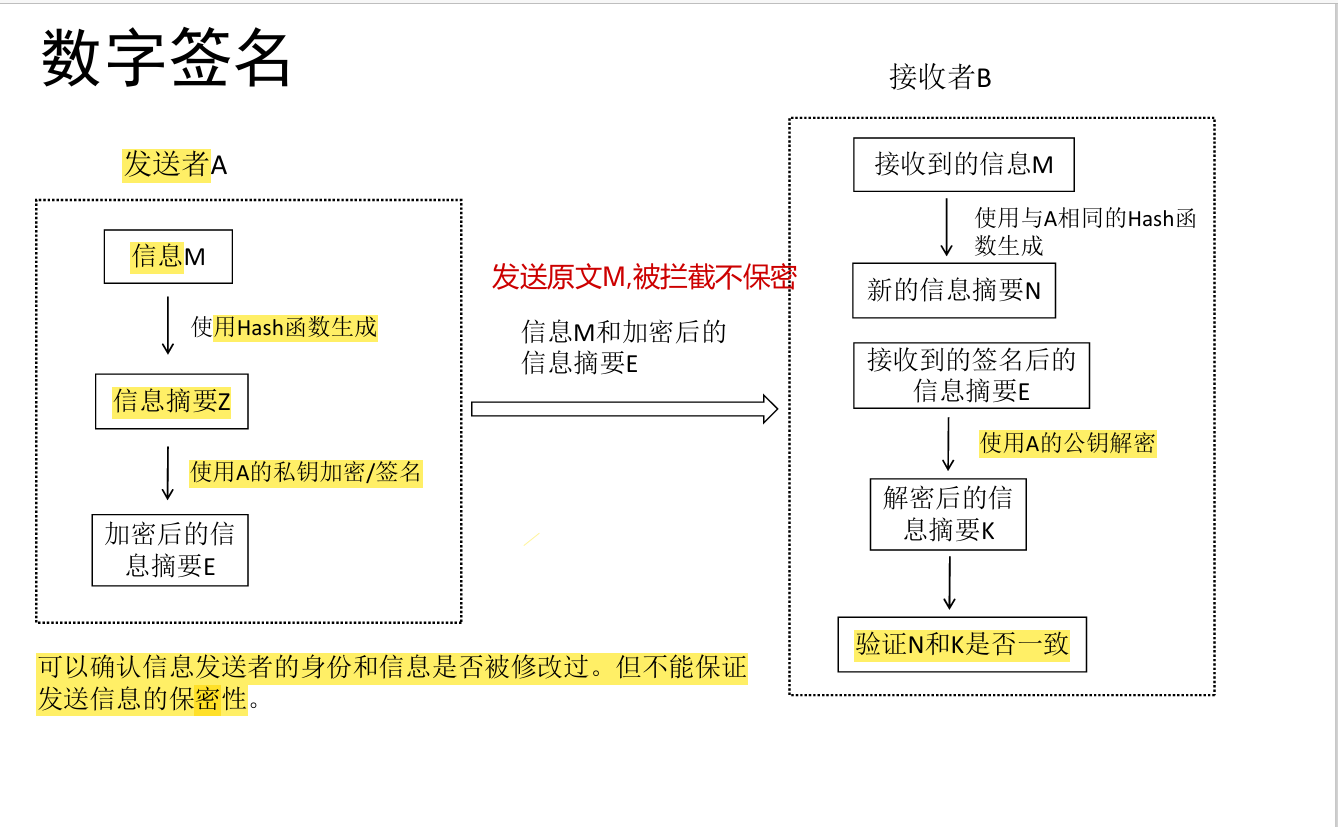 数字签名
发送者A
信息M
使用Hash函数生成
信息摘要Z
使用A的私钥加密/签名
加密后的信
息摘要E
发送原文M,被拦截不保密
信息M和加密后的
信息摘要E
接收者B
接收到的信息M
使用与A相同的Hash函
数生成
新的信息摘要N
接收到的签名后的
信息摘要E
使用A的公钥解密
解密后的信
息摘要K
验证N和K是否一致
可以确认信息发送者的身份和信息是否被修改过。但不能保证
发送信息的保密性。